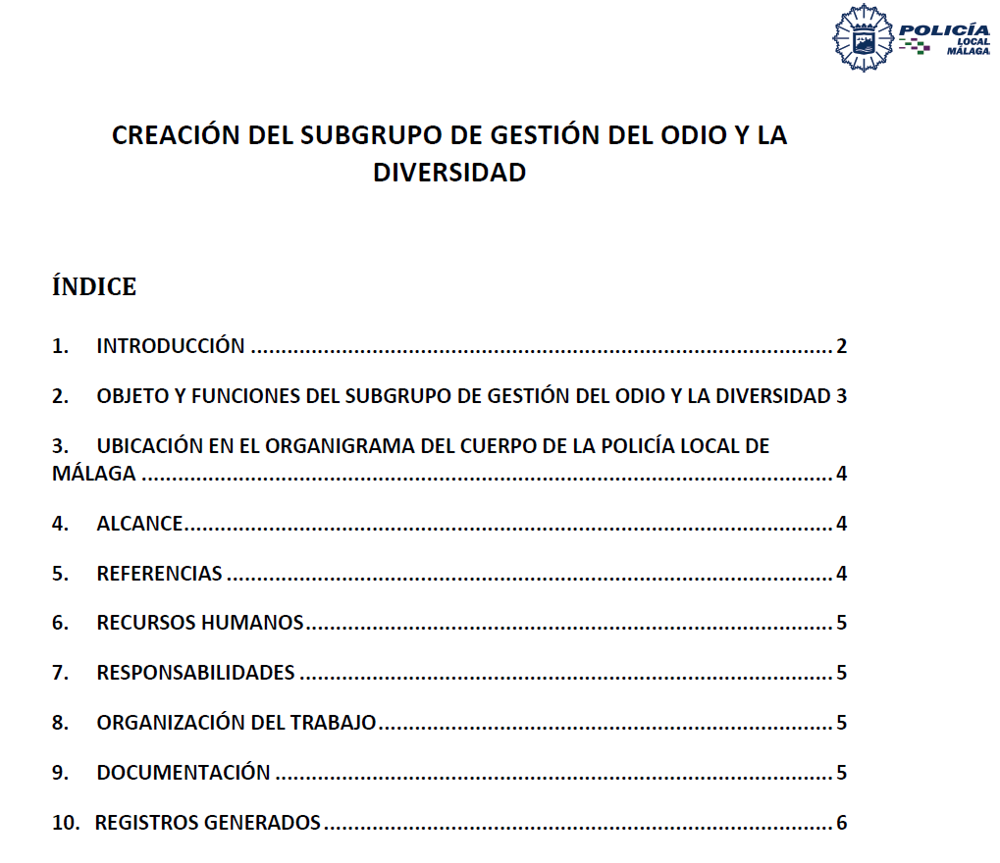 POLICÍA
LOCAL
MÁLAGA
CREACIÓN DEL SUBGRUPO DE GESTIÓN DEL ODIO Y LA
DIVERSIDAD
ÍNDICE
1. INTRODUCCIÓN ................................................................................................ 2
2. OBJETO Y FUNCIONES DEL SUBGRUPO DE GESTIÓN DEL ODIO Y LA DIVERSIDAD 3
3. UBICACIÓN EN EL ORGANIGRAMA DEL CUERPO DE LA POLICÍA LOCAL DE
MÁLAGA .................................................................................................................. 4
4. ALCANCE........................................................................................................... 4
5. REFERENCIAS .................................................................................................... 4
6. RECURSOS HUMANOS....................................................................................... 5
7. RESPONSABILIDADES ........................................................................................ 5
8. ORGANIZACIÓN DEL TRABAJO........................................................................... 5
9. DOCUMENTACIÓN ............................................................................................ 5
10. REGISTROS GENERADOS.................................................................................... 6